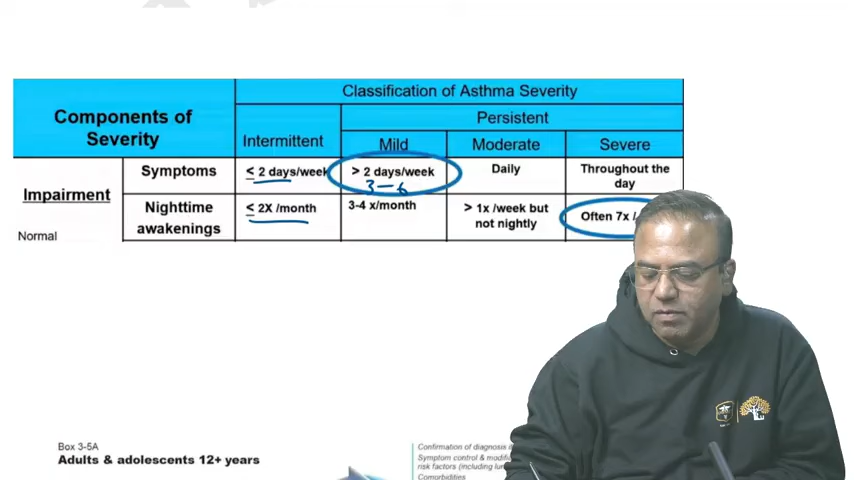 Classification of Asthma Severity
Components of
Severity
Persistent
Intermittent
Mild
Moderate
Severe
Impairment
Symptoms
≤ 2 days/week
> 2 days/week
3-6
Daily
Throughout the
day
Nighttime
awakenings
≤ 2X /month
3-4 x/month
> 1x /week but
not nightly
Often 7x /
Normal
Box 3-5A
Adults & adolescents 12+ years
Confirmation of diagnosis
Symptom control &
risk factors (including
Comorbidities